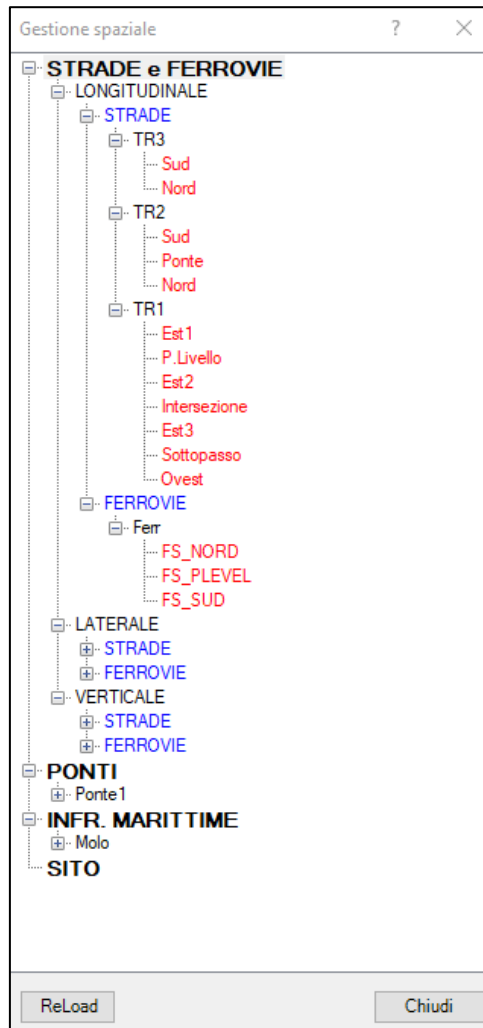 Gestione spaziale
STRADE e FERROVIE
LONGITUDINALE
STRADE
TR3
Sud
Nord
TR2
Sud
Ponte
Nord
TR1
Est1
P.Livello
Est2
Intersezione
Est3
Sottopasso
Ovest
FERROVIE
Ferr
FS_NORD
FS_PLEVEL
FS_SUD
LATERALE
STRADE
FERROVIE
VERTICALE
STRADE
FERROVIE
PONTI
Ponte1
INFR. MARITTIME
Molo
SITO
ReLoad Chiudi